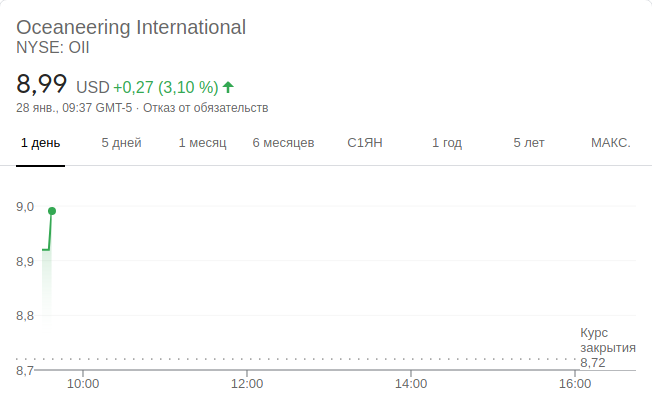 Oceaneering International
NYSE: OII
8,99 USD +0,27 (3,10 %)
28 янв., 09:37 GMT-5 · Отказ от обязательств
1 день 5 дней 1 месяц 6 месяцев С1ЯН 1 год 5 лет МАКС.
9,0
8,9
8,8
Курс
закрытия
8,72
8,7
10:00 12:00 14:00 16:00